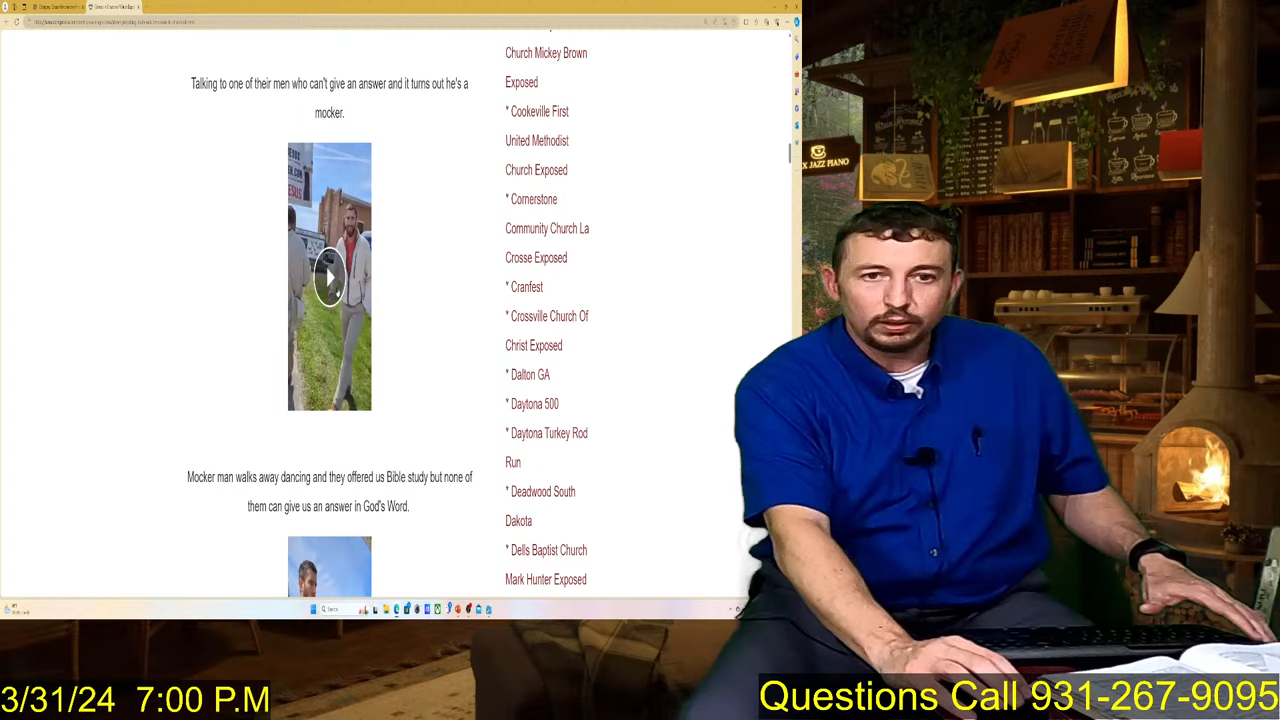 Talking to one of their men who can't give an answer and it turns out he's a
mocker.
JESUS
Mocker man walks away dancing and they offered us Bible study but none of
them can give us an answer in God's Word.
Church Mickey Brown
Exposed
* Cookeville First
United Methodist
Church Exposed
* Cornerstone
Community Church La
Crosse Exposed
* Cranfest
* Crossville Church Of
Christ Exposed
* Dalton GA
* Daytona 500
* Daytona Turkey Rod
Run
* Deadwood South
Dakota
* Dells Baptist Church
Mark Hunter Exposed
X JAZZ PIANO
3/31/24 7:00 P.M
Questions Call 931-267-9095